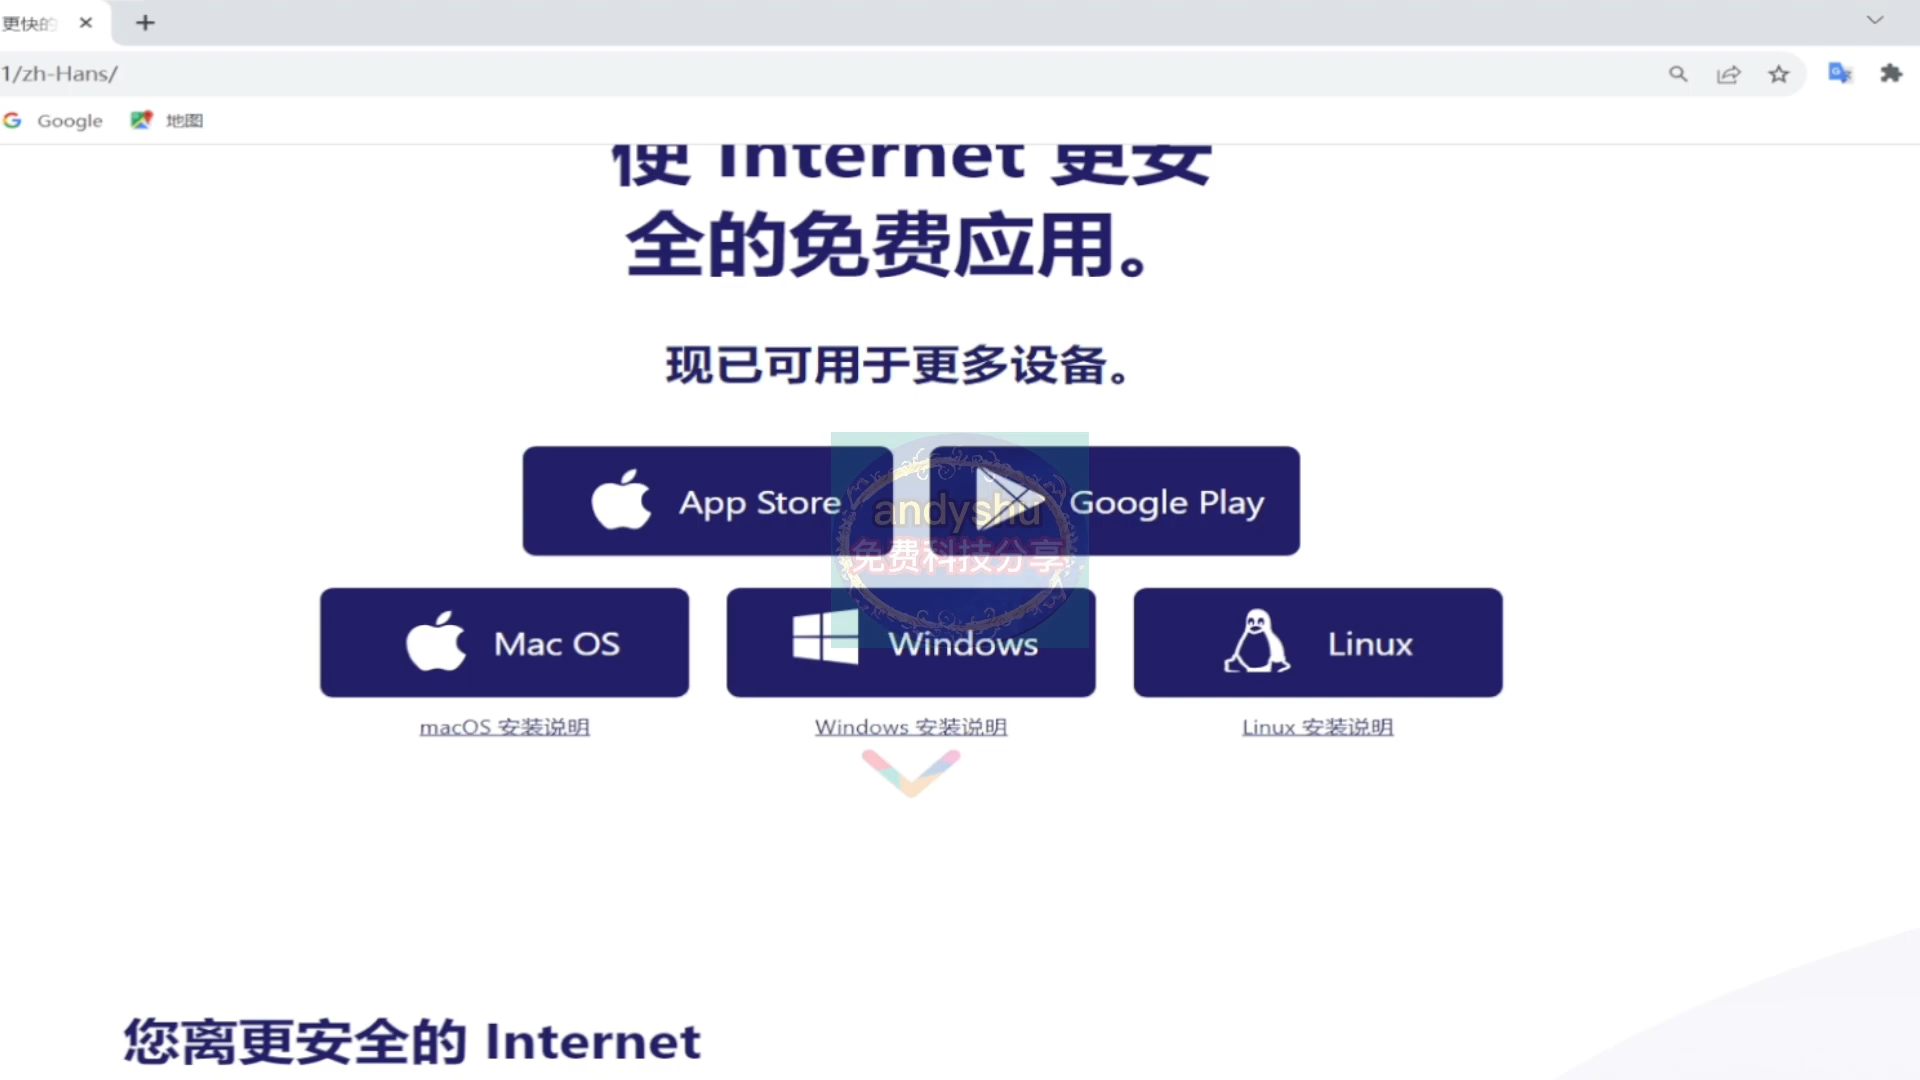 更快的
1/zh-Hans/
Google 地图
使 Internet 更安
全的免费应用。
现已可用于更多设备。
App Store
Google Play
andyshu
免费科技分享
Mac OS
Windows
Linux
macOS 安装说明
Windows 安装说明
Linux 安装说明
您离更安全的 Internet